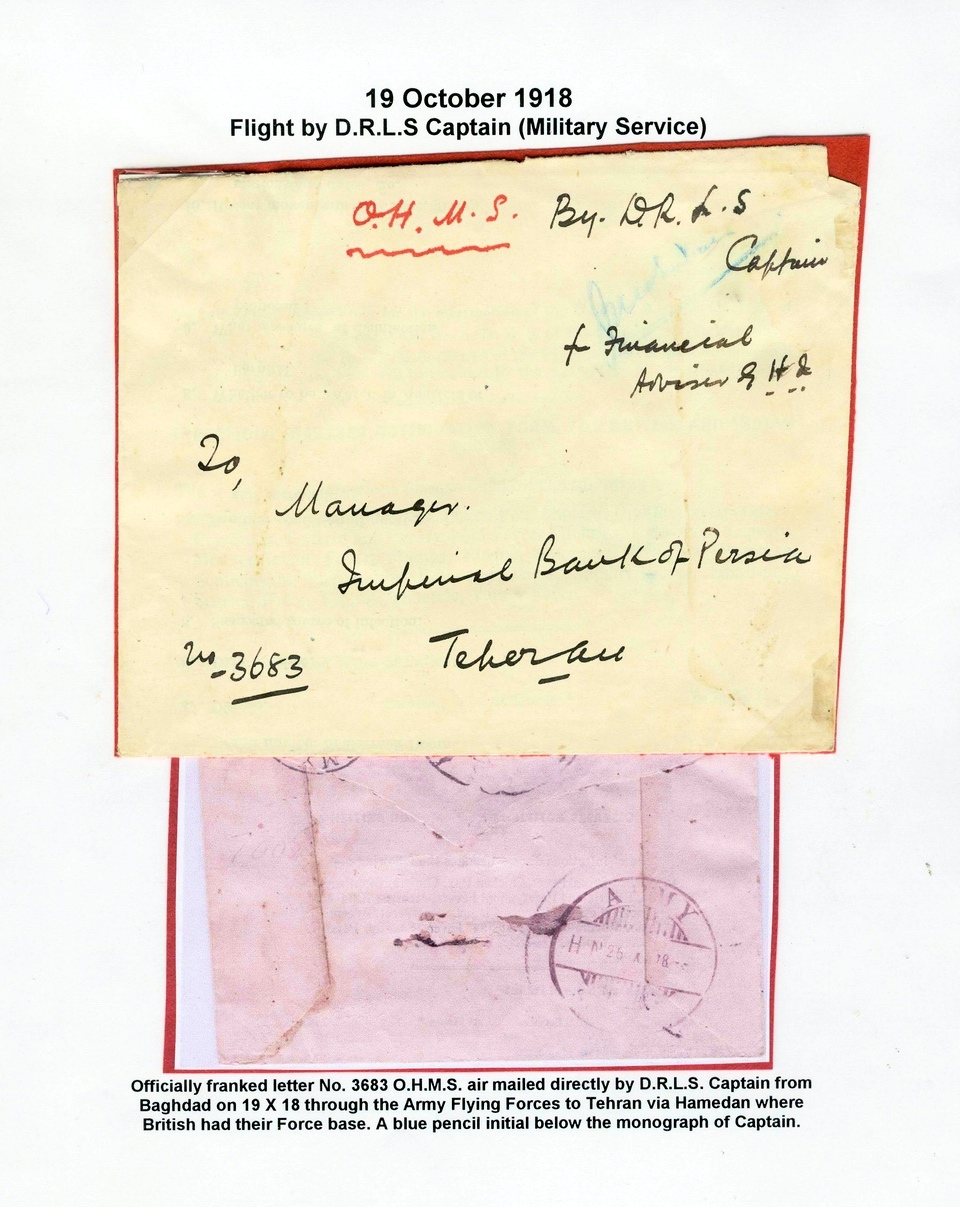 19 October 1918
Flight by D.R.L.S Captain (Military Service)
O.H.M.S. By. D.R.L.S
Captain
f Financial
Adviser G H Q
To,
Manager.
Imperial Bank of Persia
No 3683
Teheran
ARMY
Officially franked letter No. 3683 O.H.M.S. air mailed directly by D.R.L.S. Captain from
Baghdad on 19 X 18 through the Army Flying Forces to Tehran via Hamedan where
British had their Force base. A blue pencil initial below the monograph of Captain.